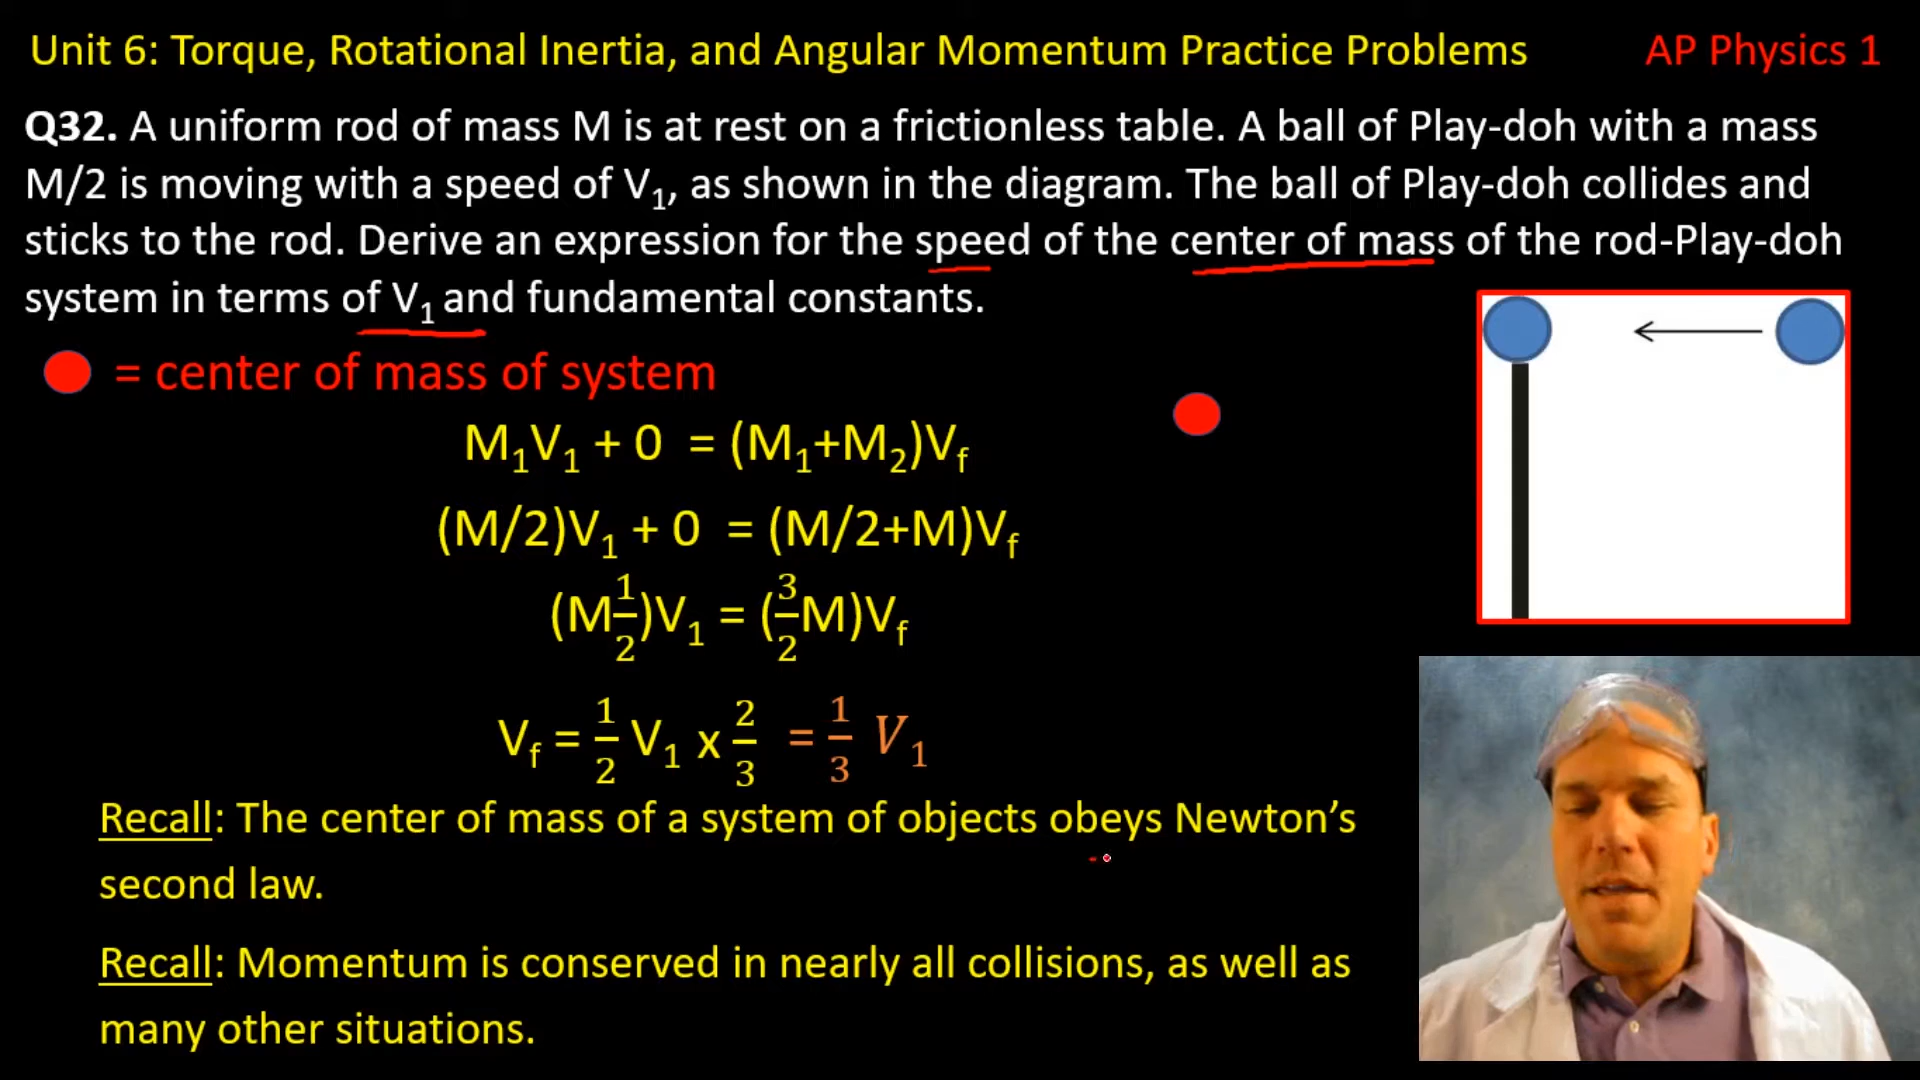 Unit 6: Torque, Rotational Inertia, and Angular Momentum Practice Problems AP Physics 1
Q32. A uniform rod of mass M is at rest on a frictionless table. A ball of Play-doh with a mass
M/2 is moving with a speed of V₁, as shown in the diagram. The ball of Play-doh collides and
sticks to the rod. Derive an expression for the speed of the center of mass of the rod-Play-doh
system in terms of V₁ and fundamental constants.
= center of mass of system
M₁V₁ + 0 = (M₁+M₂)Vf
(M/2)V₁ + 0 = (M/2+M)Vf
(M1/2)V₁ = (3/2M)Vf
Vf = 1/2 V₁ x 2/3 = 1/3 V₁
Recall: The center of mass of a system of objects obeys Newton’s
second law.
Recall: Momentum is conserved in nearly all collisions, as well as
many other situations.